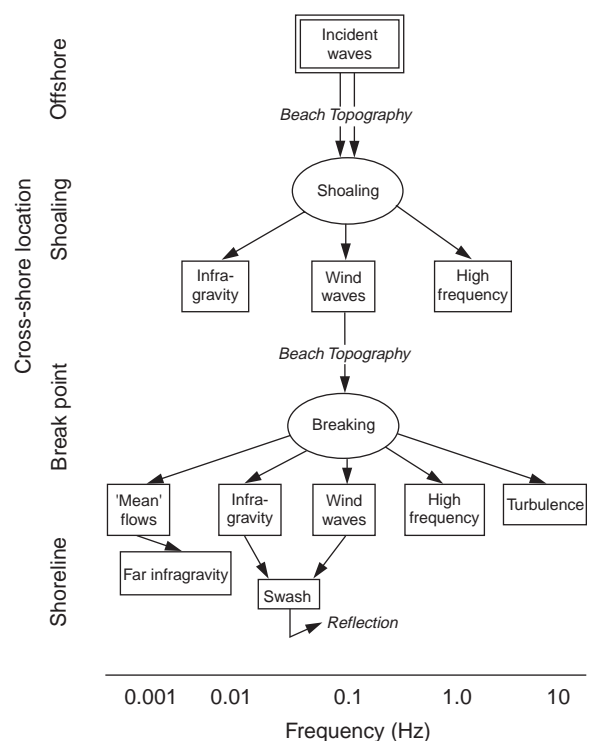 Incident
waves
Beach Topography
Shoaling
Infra-
gravity
Wind
waves
High
frequency
Beach Topography
Breaking
'Mean'
flows
Infra-
gravity
Wind
waves
High
frequency
Turbulence
Far infragravity
Swash
Reflection
Cross-shore location
Offshore
Shoaling
Break point
Shoreline
0.001 0.01 0.1 1.0 10
Frequency (Hz)